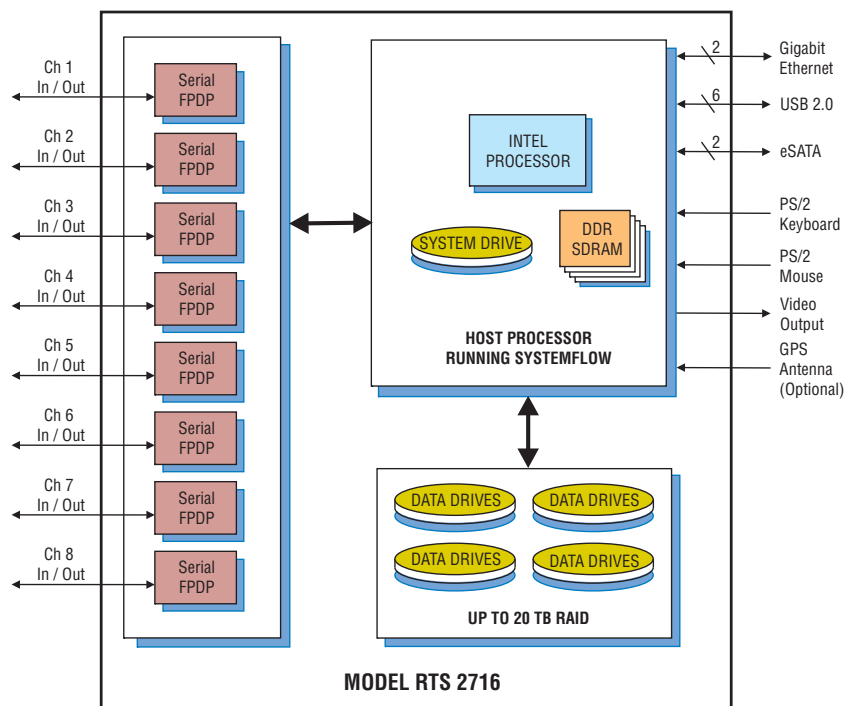 Ch 1
In / Out
Serial
FPDP
Ch 2
In / Out
Serial
FPDP
Ch 3
In / Out
Serial
FPDP
Ch 4
In / Out
Serial
FPDP
Ch 5
In / Out
Serial
FPDP
Ch 6
In / Out
Serial
FPDP
Ch 7
In / Out
Serial
FPDP
Ch 8
In / Out
Serial
FPDP
INTEL
PROCESSOR
SYSTEM DRIVE
DDR
SDRAM
HOST PROCESSOR
RUNNING SYSTEMFLOW
2
Gigabit
Ethernet
6
USB 2.0
2
eSATA
PS/2
Keyboard
PS/2
Mouse
Video
Output
GPS
Antenna
(Optional)
DATA DRIVES
DATA DRIVES
DATA DRIVES
DATA DRIVES
UP TO 20 TB RAID
MODEL RTS 2716